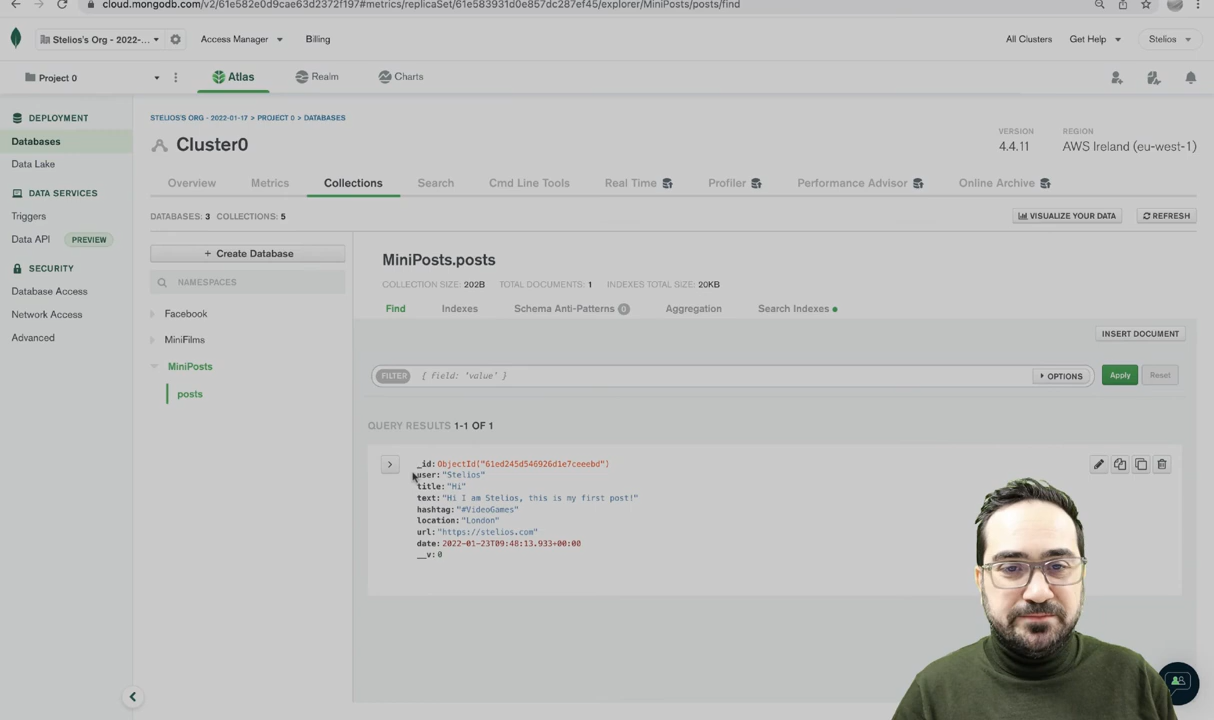 cloud.mongodb.com/v2/61e582e0d9cae63d2372f197#metrics/replicaSet/61e583931d0e857dc287ef45/explorer/MiniPosts/posts/find
Stelios's Org - 2022-...
Access Manager
Billing
All Clusters
Get Help
Stelios
Project 0
Atlas
Realm
Charts
DEPLOYMENT
Databases
Data Lake
DATA SERVICES
Triggers
Data API PREVIEW
SECURITY
Database Access
Network Access
Advanced
STELIOS'S ORG - 2022-01-17 > PROJECT 0 > DATABASES
Cluster0
VERSION
4.4.11
REGION
AWS Ireland (eu-west-1)
Overview
Metrics
Collections
Search
Cmd Line Tools
Real Time
Profiler
Performance Advisor
Online Archive
DATABASES: 3 COLLECTIONS: 5
VISUALIZE YOUR DATA
REFRESH
+ Create Database
NAMESPACES
Facebook
MiniFilms
MiniPosts
posts
MiniPosts.posts
COLLECTION SIZE: 202B TOTAL DOCUMENTS: 1 INDEXES TOTAL SIZE: 20KB
Find
Indexes
Schema Anti-Patterns 0
Aggregation
Search Indexes
INSERT DOCUMENT
FILTER { field: 'value' }
OPTIONS
Apply
Reset
QUERY RESULTS 1-1 OF 1
_id: ObjectId("61ed245d546926d1e7ceeebd")
user: "Stelios"
title: "Hi"
text: "Hi I am Stelios, this is my first post!"
hashtag: "#VideoGames"
location: "London"
url: "https://stelios.com"
date: 2022-01-23T09:48:13.933+00:00
__v: 0